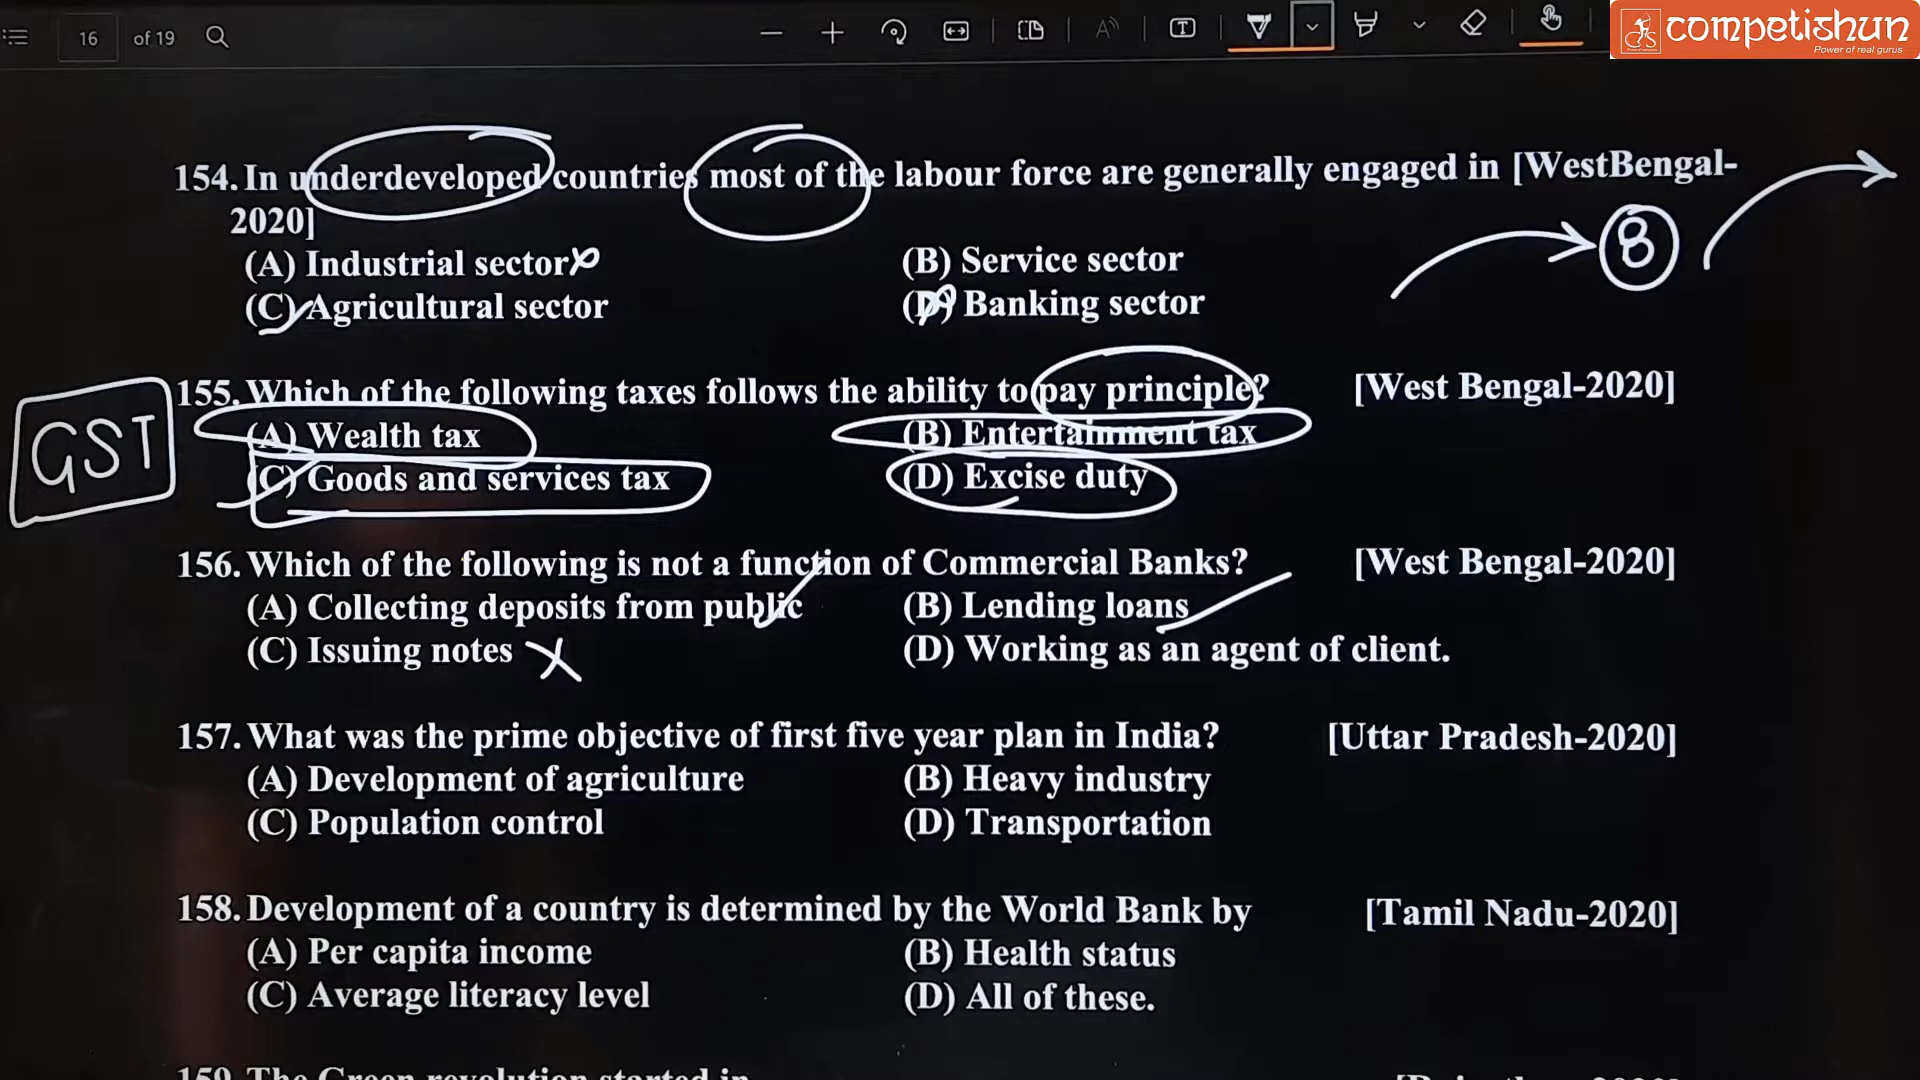 16 of 19
competishun
Power of real gurus
154. In underdeveloped countries most of the labour force are generally engaged in [WestBengal-
2020]
(A) Industrial sector (B) Service sector
(C) Agricultural sector (D) Banking sector
8
155. Which of the following taxes follows the ability to pay principle? [West Bengal-2020]
(A) Wealth tax (B) Entertainment tax
(C) Goods and services tax (D) Excise duty
GST
156. Which of the following is not a function of Commercial Banks? [West Bengal-2020]
(A) Collecting deposits from public (B) Lending loans
(C) Issuing notes (D) Working as an agent of client.
157. What was the prime objective of first five year plan in India? [Uttar Pradesh-2020]
(A) Development of agriculture (B) Heavy industry
(C) Population control (D) Transportation
158. Development of a country is determined by the World Bank by [Tamil Nadu-2020]
(A) Per capita income (B) Health status
(C) Average literacy level (D) All of these.
159. The Green revolution started in